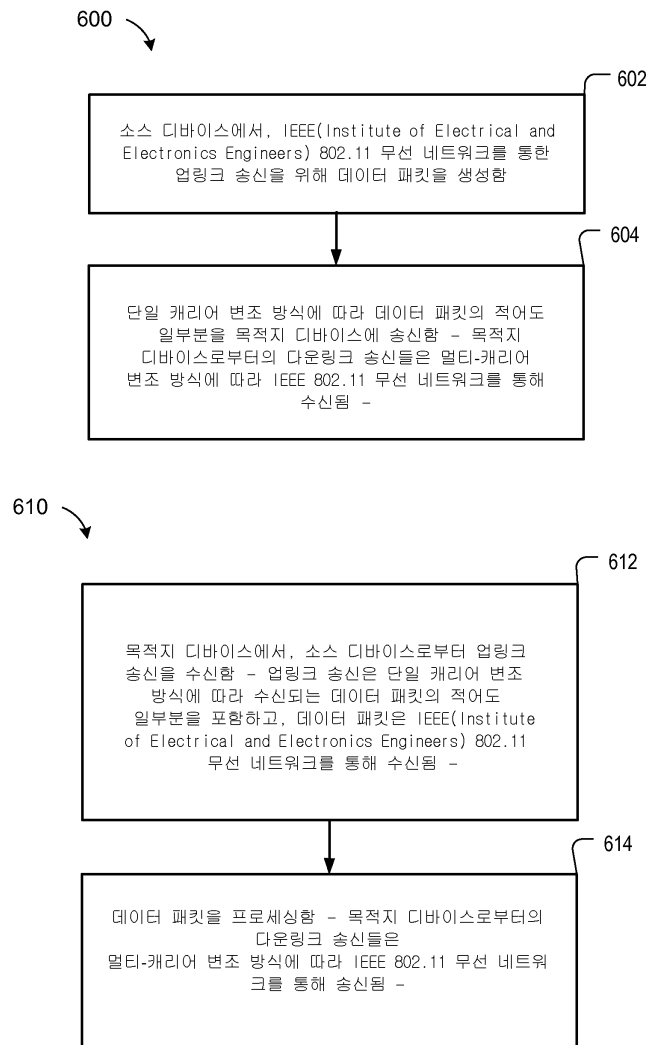 600
602
소스 디바이스에서, IEEE(Institute of Electrical and
Electronics Engineers) 802.11 무선 네트워크를 통한
업링크 송신을 위해 데이터 패킷을 생성함
604
단일 캐리어 변조 방식에 따라 데이터 패킷의 적어도
일부분을 목적지 디바이스에 송신함 – 목적지
디바이스로부터의 다운링크 송신들은 멀티-캐리어
변조 방식에 따라 IEEE 802.11 무선 네트워크를 통해
수신됨 –
610
612
목적지 디바이스에서, 소스 디바이스로부터 업링크
송신을 수신함 – 업링크 송신은 단일 캐리어 변조
방식에 따라 수신되는 데이터 패킷의 적어도
일부분을 포함하고, 데이터 패킷은 IEEE(Institute
of Electrical and Electronics Engineers) 802.11
무선 네트워크를 통해 수신됨 –
614
데이터 패킷을 프로세싱함 – 목적지 디바이스로부터의
다운링크 송신들은
멀티-캐리어 변조 방식에 따라 IEEE 802.11 무선 네트워
크를 통해 송신됨 –